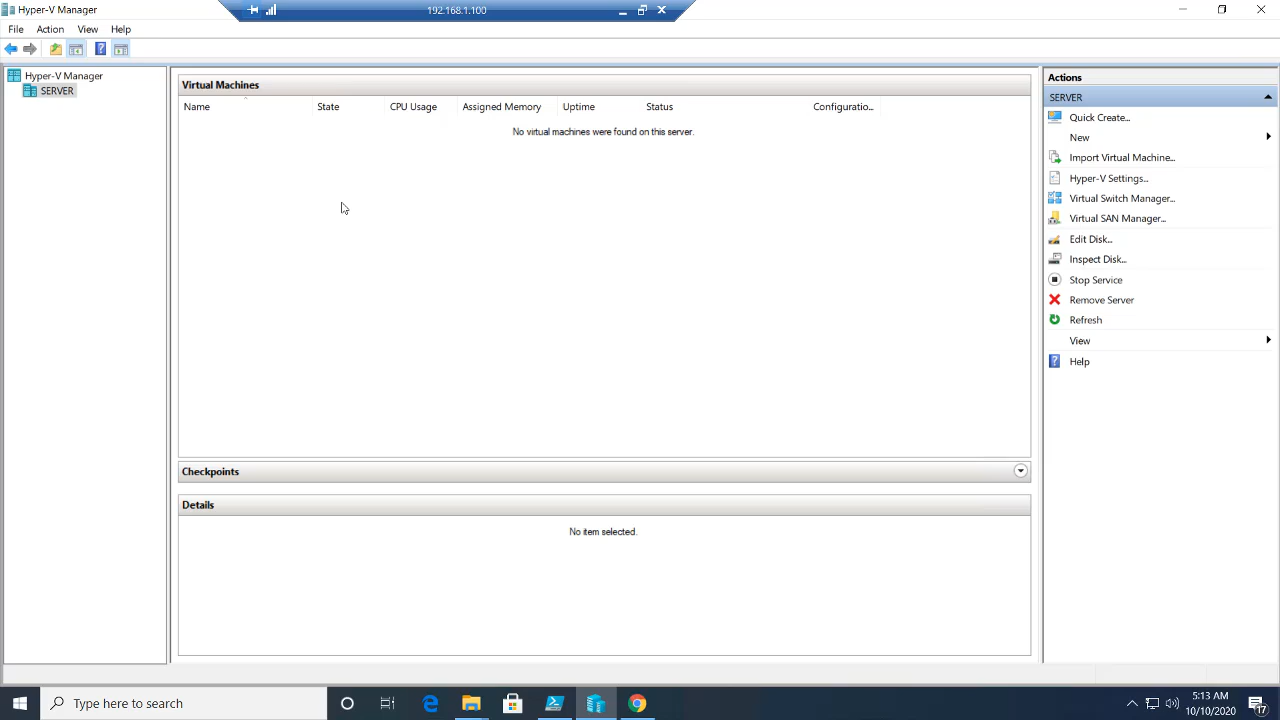 Hyper-V Manager
192.168.1.100
File Action View Help
Hyper-V Manager
SERVER
Virtual Machines
Name State CPU Usage Assigned Memory Uptime Status Configuratio...
No virtual machines were found on this server.
Checkpoints
Details
No item selected.
Actions
SERVER
Quick Create...
New
Import Virtual Machine...
Hyper-V Settings...
Virtual Switch Manager...
Virtual SAN Manager...
Edit Disk...
Inspect Disk...
Stop Service
Remove Server
Refresh
View
Help
Type here to search
5:13 AM
10/10/2020
17